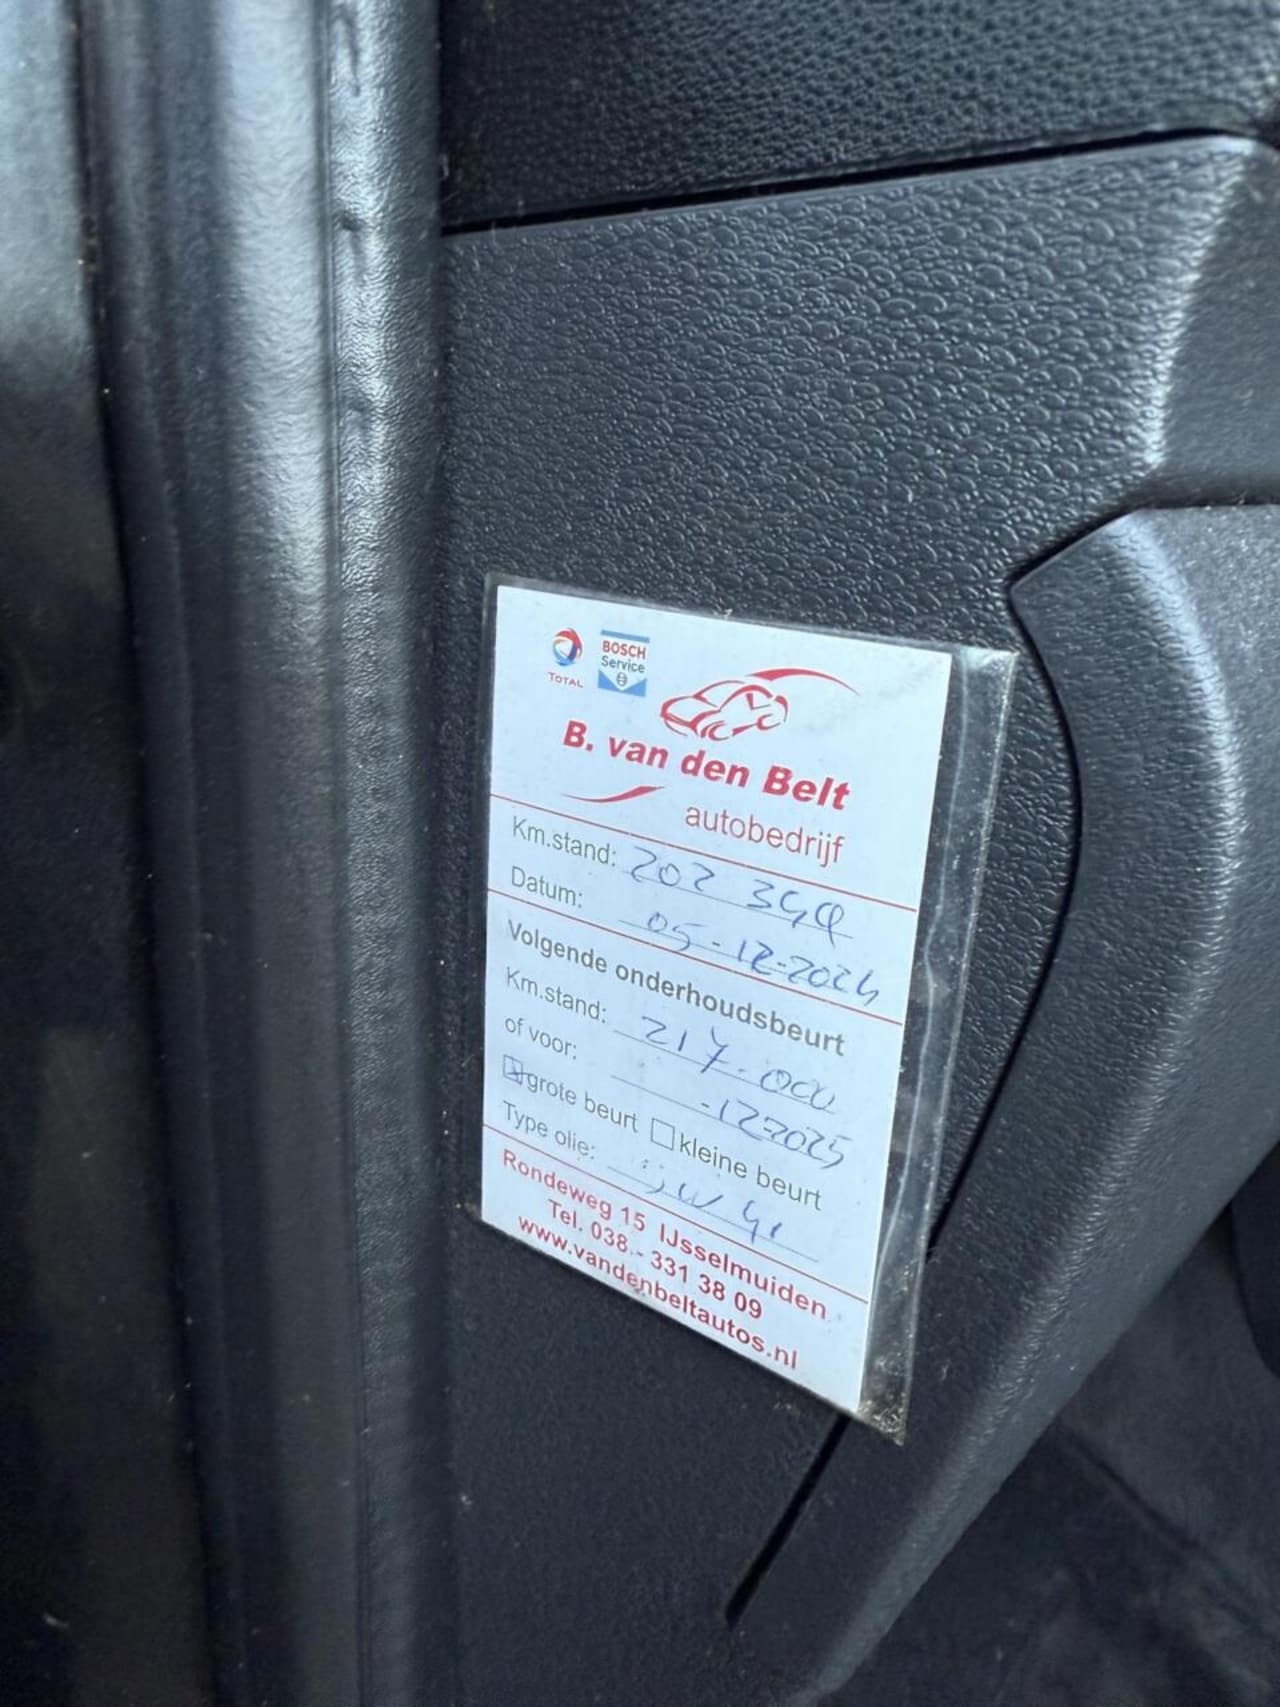 TOTAL
BOSCH
Service
B. van den Belt
autobedrijf
Km.stand: 202
Datum: 05-12-2024
Volgende onderhoudsbeurt
Km.stand: 217.000
of voor: -12-2025
grote beurt kleine beurt
Type olie:
Rondeweg 15 IJsselmuiden
Tel. 038 - 331 38 09
www.vandenbeltautos.nl